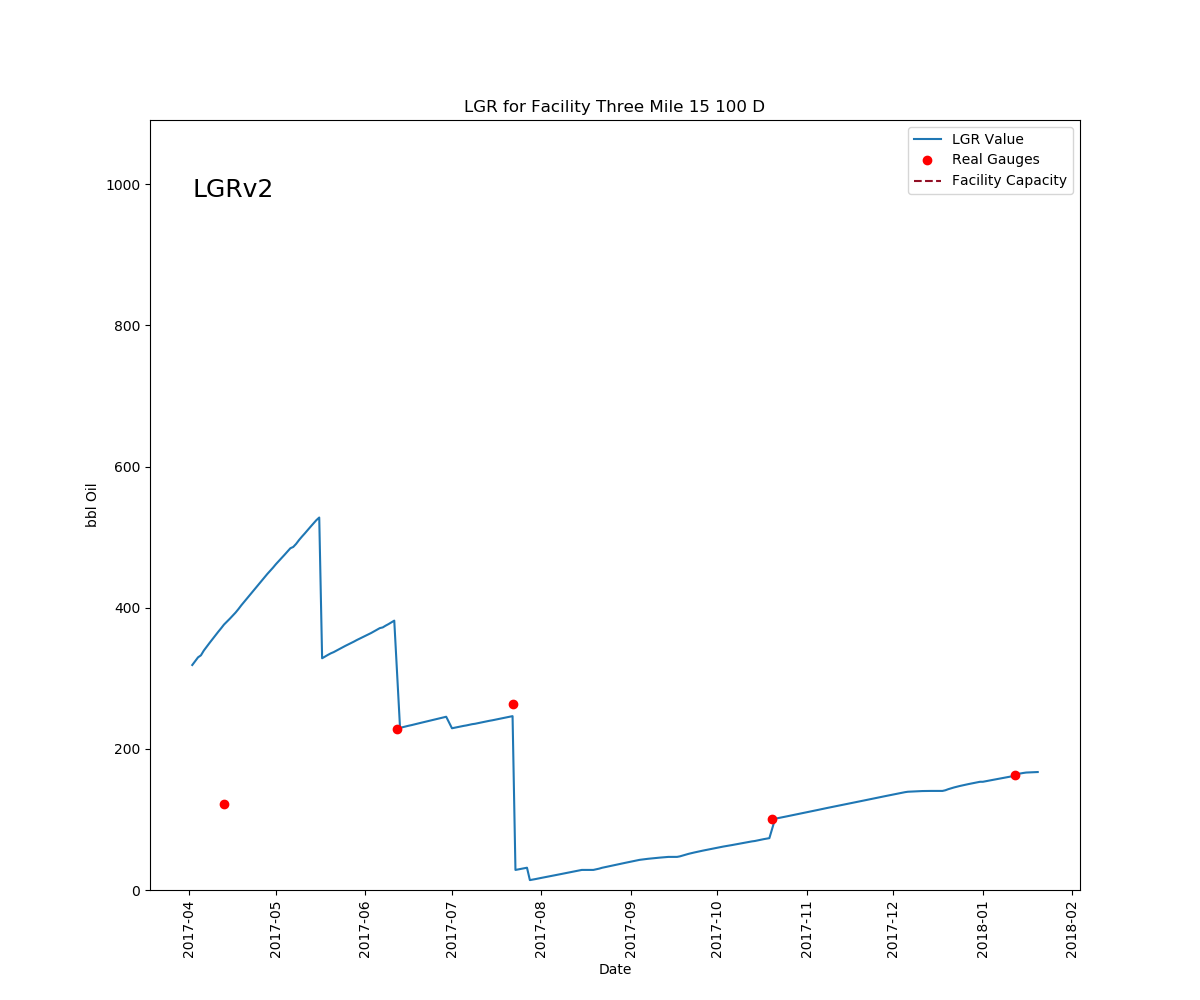 LGR for Facility Three Mile 15 100 D
LGR Value
Real Gauges
Facility Capacity
LGRv2
1000
800
600
400
200
0
bbl Oil
2017-04
2017-05
2017-06
2017-07
2017-08
2017-09
2017-10
2017-11
2017-12
2018-01
2018-02
Date